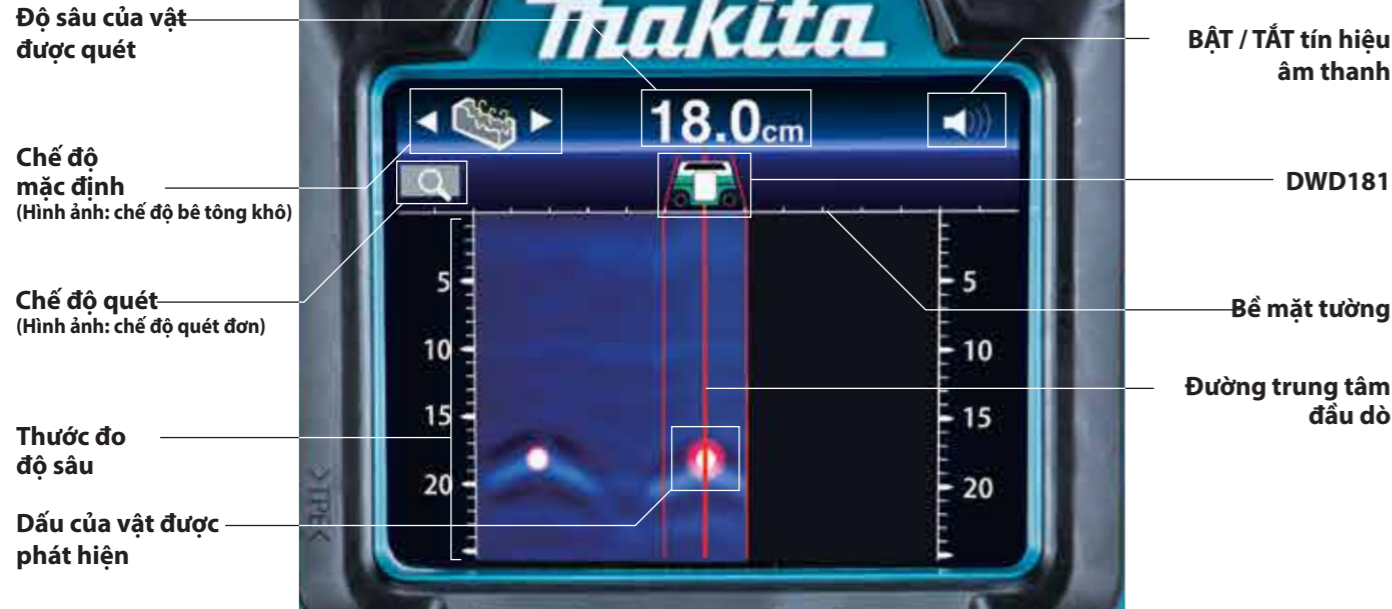 Độ sâu của vật
được quét
Chế độ
mặc định
(Hình ảnh: chế độ bê tông khô)
Chế độ quét
(Hình ảnh: chế độ quét đơn)
Thước đo
độ sâu
Dấu của vật được
phát hiện
makita
18.0cm
5
10
15
20
5
10
15
20
>TPE<
BẬT / TẮT tín hiệu
âm thanh
DWD181
Bề mặt tường
Đường trung tâm
đầu dò